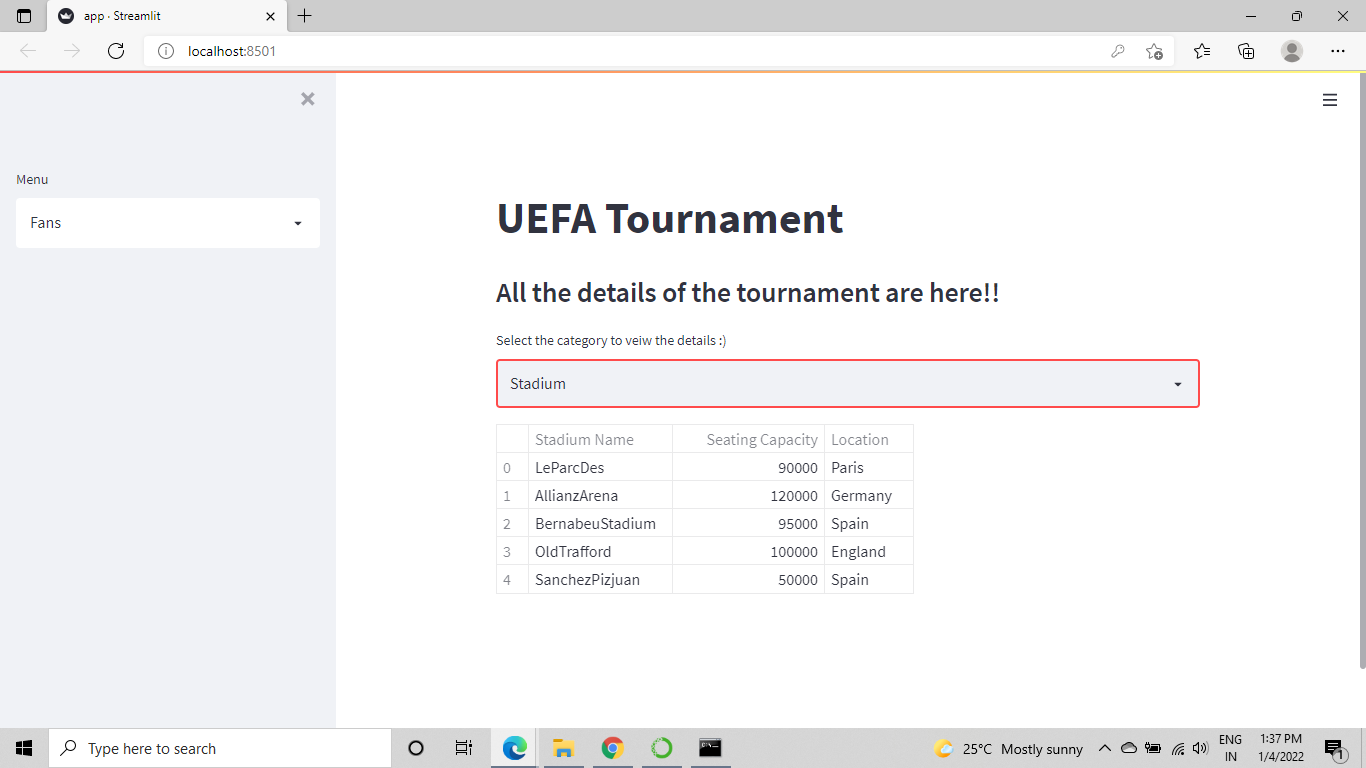 app · Streamlit
localhost:8501
Menu
Fans
UEFA Tournament
All the details of the tournament are here!!
Select the category to veiw the details :)
Stadium
Stadium Name Seating Capacity Location
0 LeParcDes 90000 Paris
1 AllianzArena 120000 Germany
2 BernabeuStadium 95000 Spain
3 OldTrafford 100000 England
4 SanchezPizjuan 50000 Spain
Type here to search
25°C Mostly sunny
ENG
IN
1:37 PM
1/4/2022
1